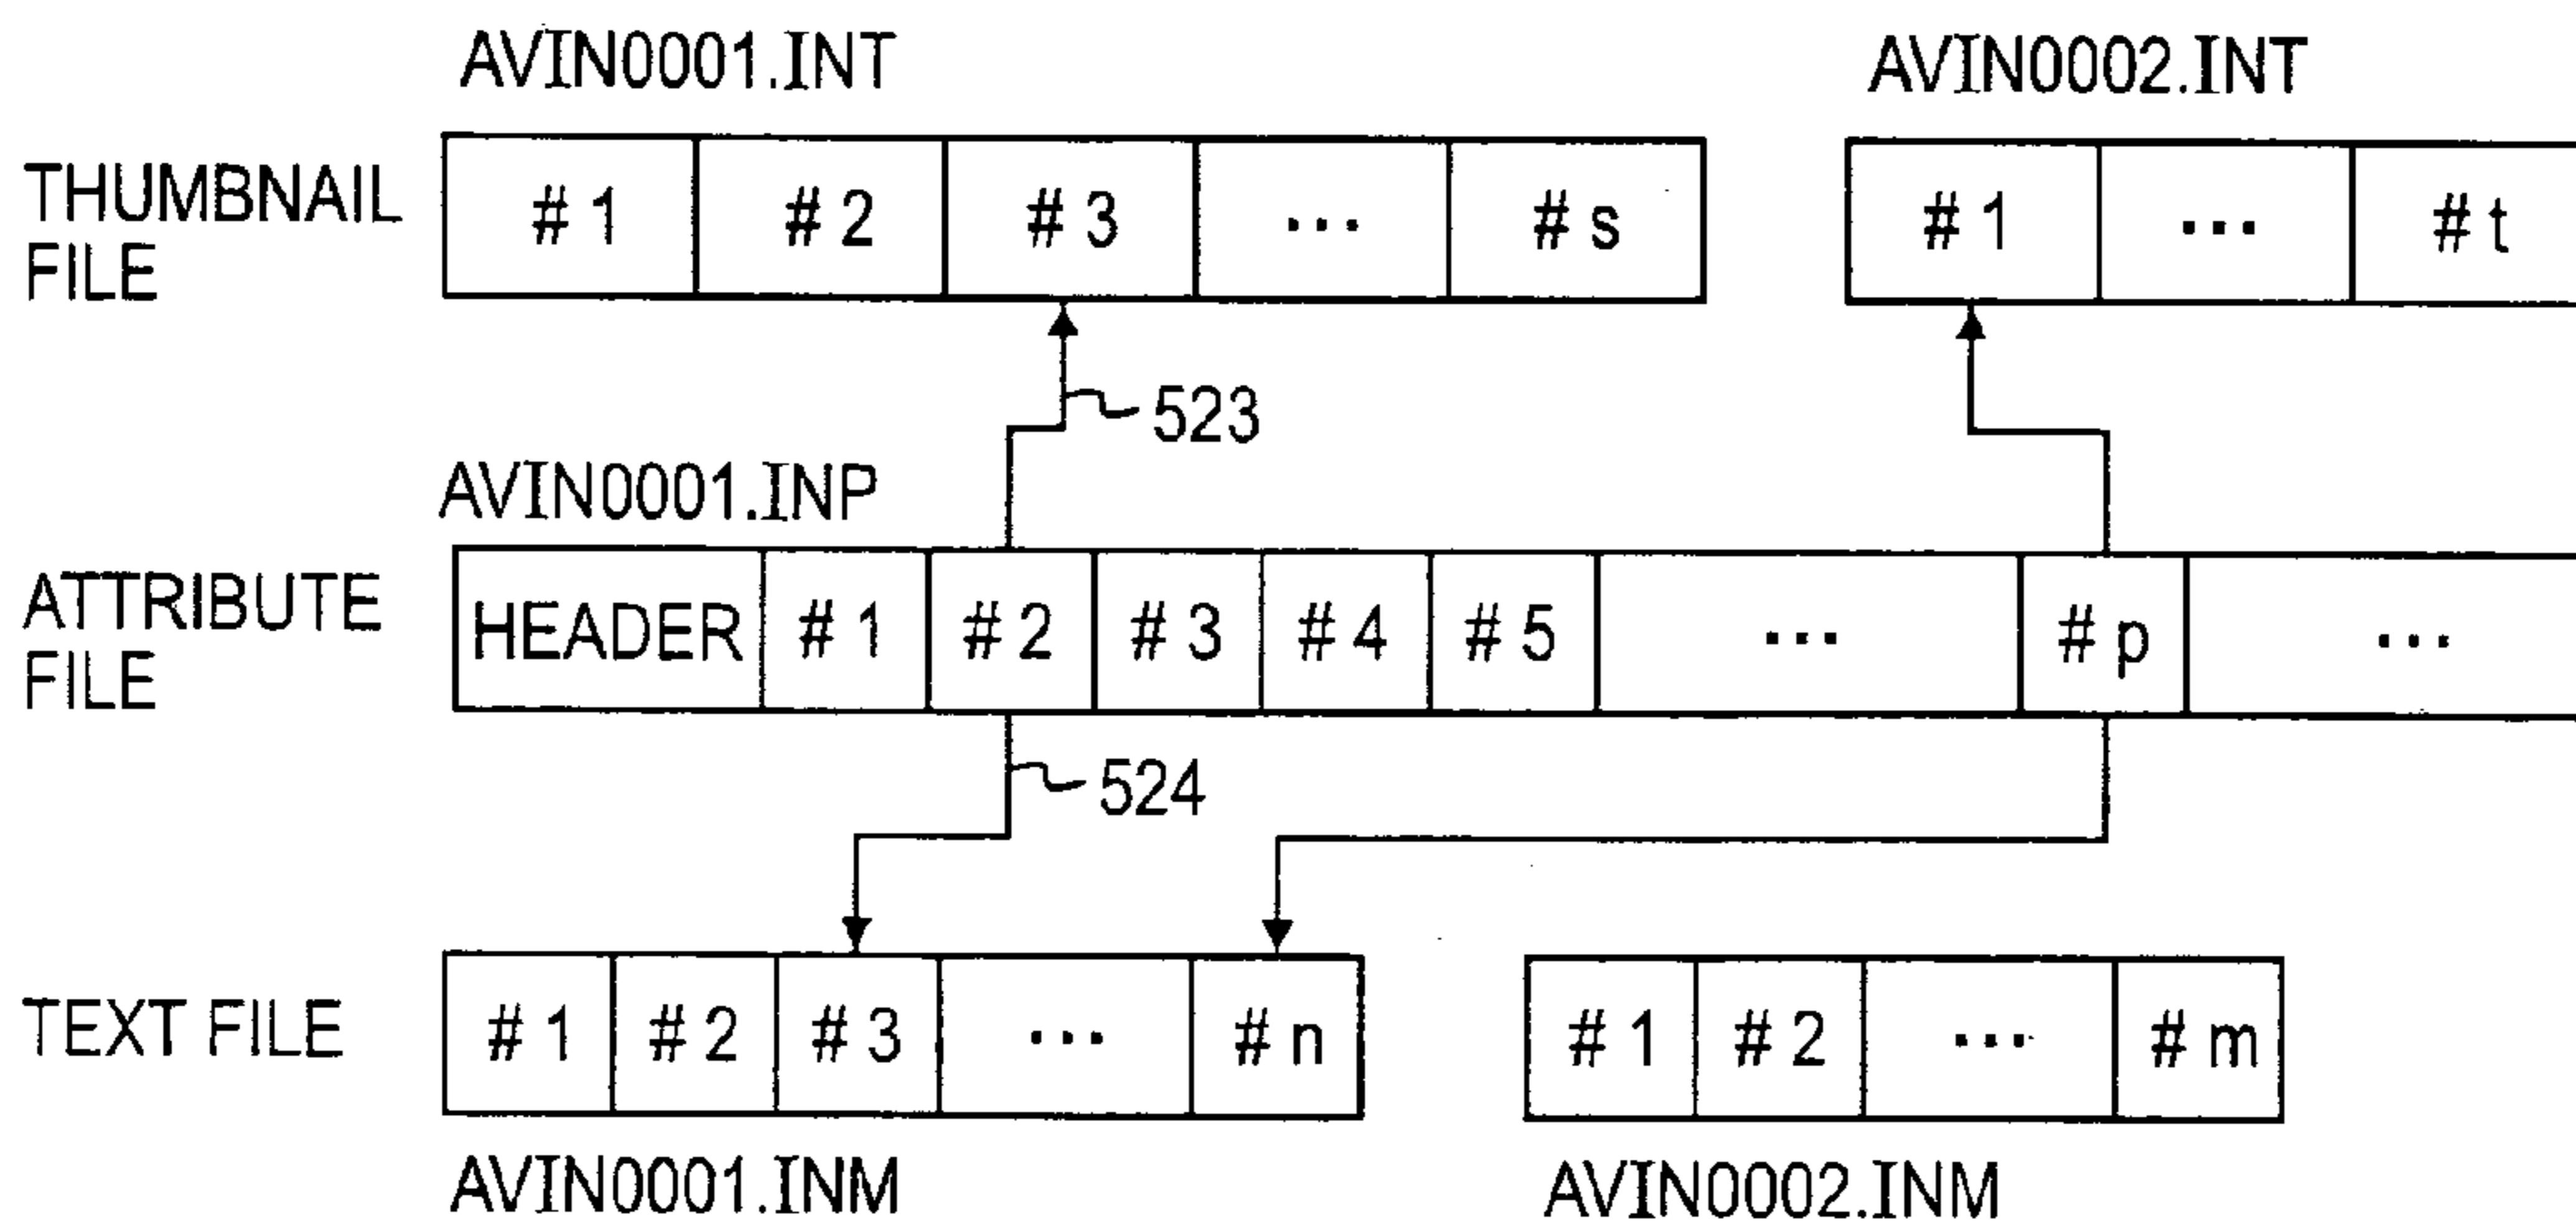 AVIN0001.INT AVIN0002.INT
THUMBNAIL
FILE
# 1 # 2 # 3 ... # s # 1 ... # t
523
AVIN0001.INP
ATTRIBUTE
FILE
HEADER # 1 # 2 # 3 # 4 # 5 ... # p ...
524
TEXT FILE # 1 # 2 # 3 ... # n # 1 # 2 ... # m
AVIN0001.INM AVIN0002.INM